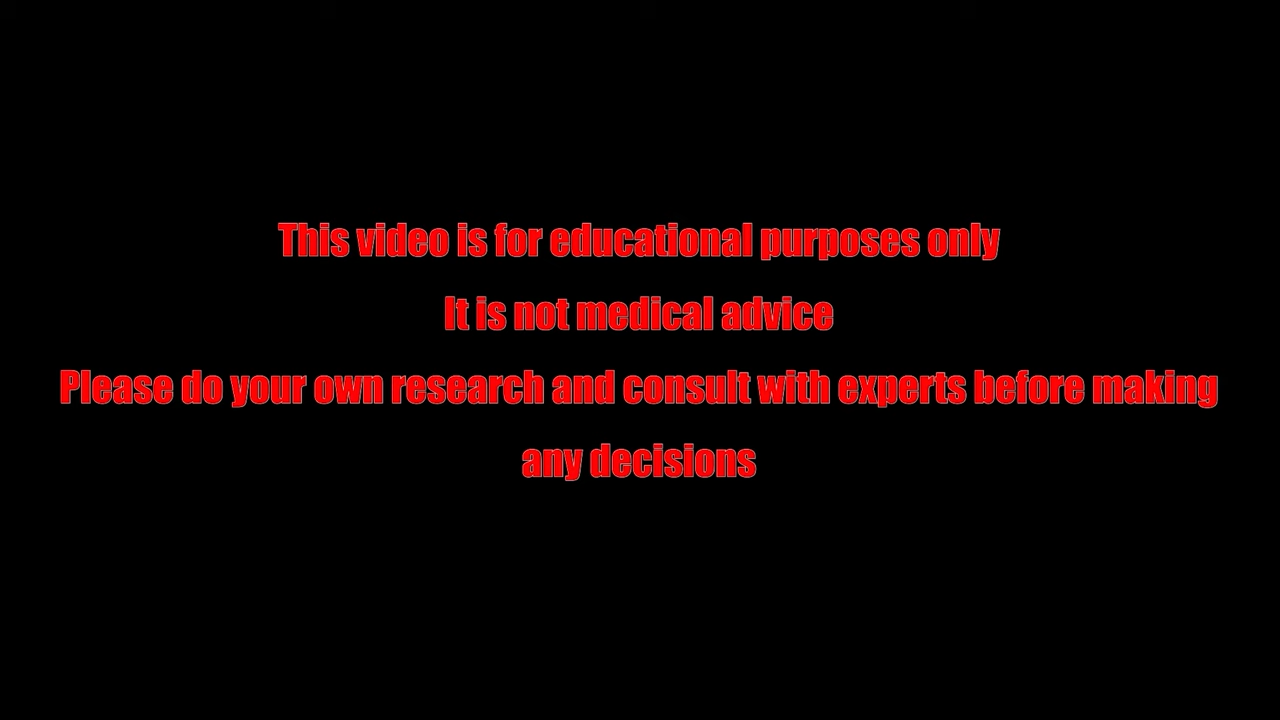 This video is for educational purposes only
It is not medical advice
Please do your own research and consult with experts before making
any decisions